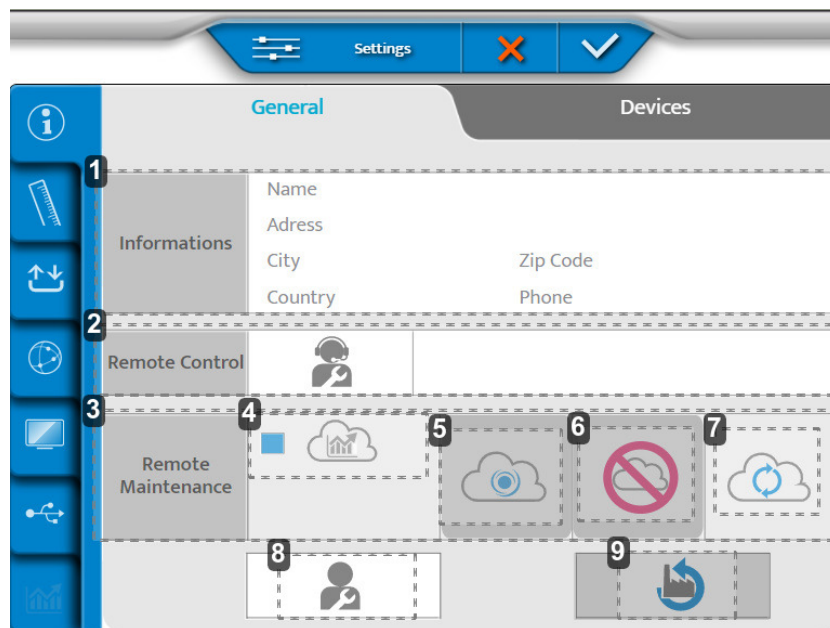 Settings
General
Devices
1
Informations
Name
Adress
City
Zip Code
Country
Phone
2
Remote Control
3
Remote
Maintenance
4
5
6
7
8
9